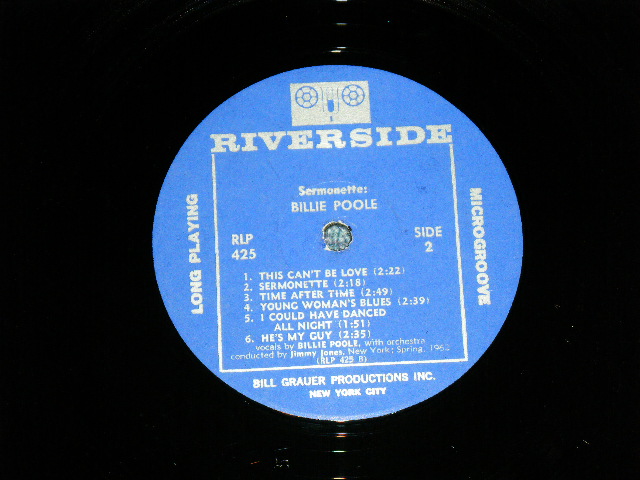 RIVERSIDE
Sermonette:
BILLIE POOLE
LONG PLAYING
MICROGROOVE
RLP
425
SIDE
2
1. THIS CAN'T BE LOVE (2:22)
2. SERMONETTE (2:18)
3. TIME AFTER TIME (2:49)
4. YOUNG WOMAN'S BLUES (2:39)
5. I COULD HAVE DANCED
ALL NIGHT (1:51)
6. HE'S MY GUY (2:35)
vocals by BILLIE POOLE, with orchestra
conducted by Jimmy Jones. New York; Spring, 1962
(RLP 425 B)
BILL GRAUER PRODUCTIONS INC.
NEW YORK CITY